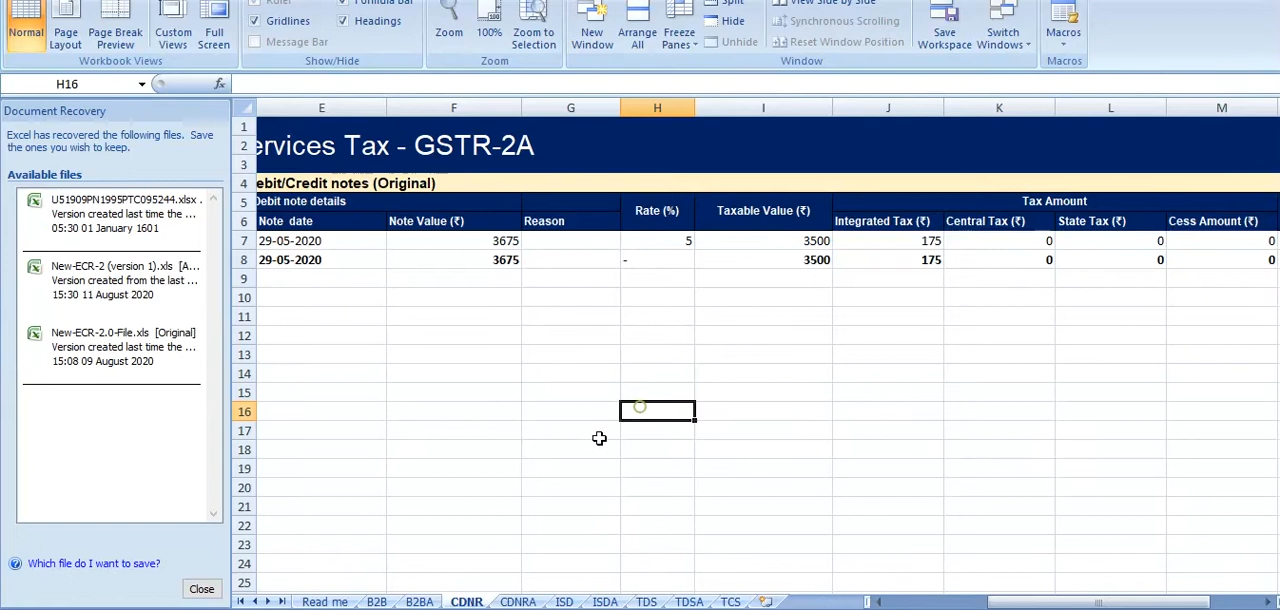 Ruler Formula Bar Split View Side by Side
Normal Page Layout Page Break Preview Custom Views Full Screen Gridlines Headings Zoom 100% Zoom to Selection New Window Arrange All Freeze Panes Hide Synchronous Scrolling Save Workspace Switch Windows Macros
Message Bar Unhide Reset Window Position
Workbook Views Show/Hide Zoom Window Macros
H16 fx
Document Recovery
Excel has recovered the following files. Save
the ones you wish to keep.
Available files
U51909PN1995PTC095244.xlsx .
Version created last time the ...
05:30 01 January 1601
New-ECR-2 (version 1).xls [A...
Version created from the last ...
15:30 11 August 2020
New-ECR-2.0-File.xls [Original]
Version created last time the ...
15:08 09 August 2020
Which file do I want to save?
Close
E F G H I J K L M
1
2 ervices Tax - GSTR-2A
3
4 ebit/Credit notes (Original)
5 Debit note details Rate (%) Taxable Value (₹) Tax Amount
6 Note date Note Value (₹) Reason Integrated Tax (₹) Central Tax (₹) State Tax (₹) Cess Amount (₹)
7 29-05-2020 3675 5 3500 175 0 0 0
8 29-05-2020 3675 - 3500 175 0 0 0
9
10
11
12
13
14
15
16
17
18
19
20
21
22
23
24
25
Read me B2B B2BA CDNR CDNRA ISD ISDA TDS TDSA TCS